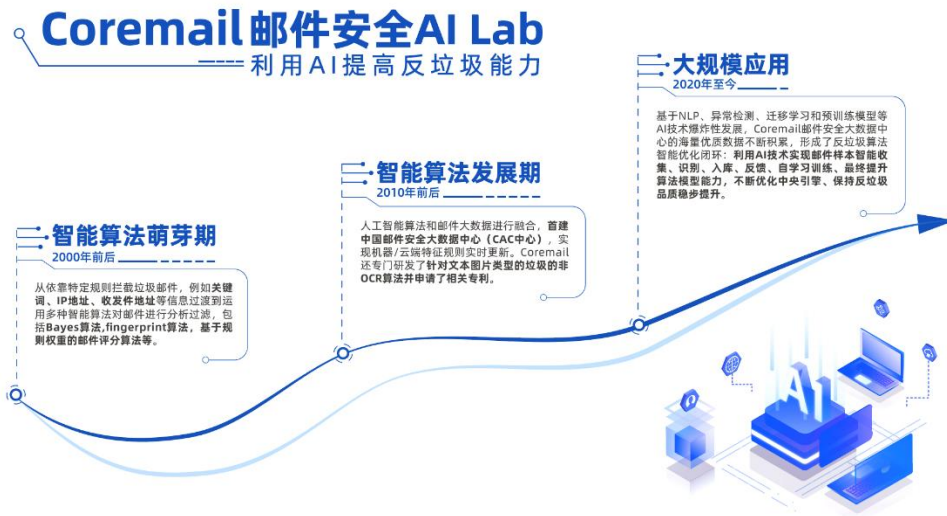 Coremail邮件安全AI Lab
利用AI提高反垃圾能力
智能算法萌芽期
2000年前后
从依靠特定规则拦截垃圾邮件，例如关键
词、IP地址、收发件地址等信息过渡到运
用多种智能算法对邮件进行分析过滤，包
括Bayes算法,fingerprint算法，基于规
则权重的邮件评分算法等。
智能算法发展期
2010年前后
人工智能算法和邮件大数据进行融合，首建
中国邮件安全大数据中心（CAC中心），实
现机器/云端特征规则实时更新。Coremail
还专门研发了针对文本图片类型的垃圾的非
OCR算法并申请了相关专利。
大规模应用
2020年至今
基于NLP、异常检测、迁移学习和预训练模型等
AI技术爆炸性发展，Coremail邮件安全大数据中
心的海量优质数据不断积累，形成了反垃圾算法
智能优化闭环：利用AI技术实现邮件样本智能收
集、识别、入库、反馈、自学习训练、最终提升
算法模型能力，不断优化中央引擎、保持反垃圾
品质稳步提升。
AI